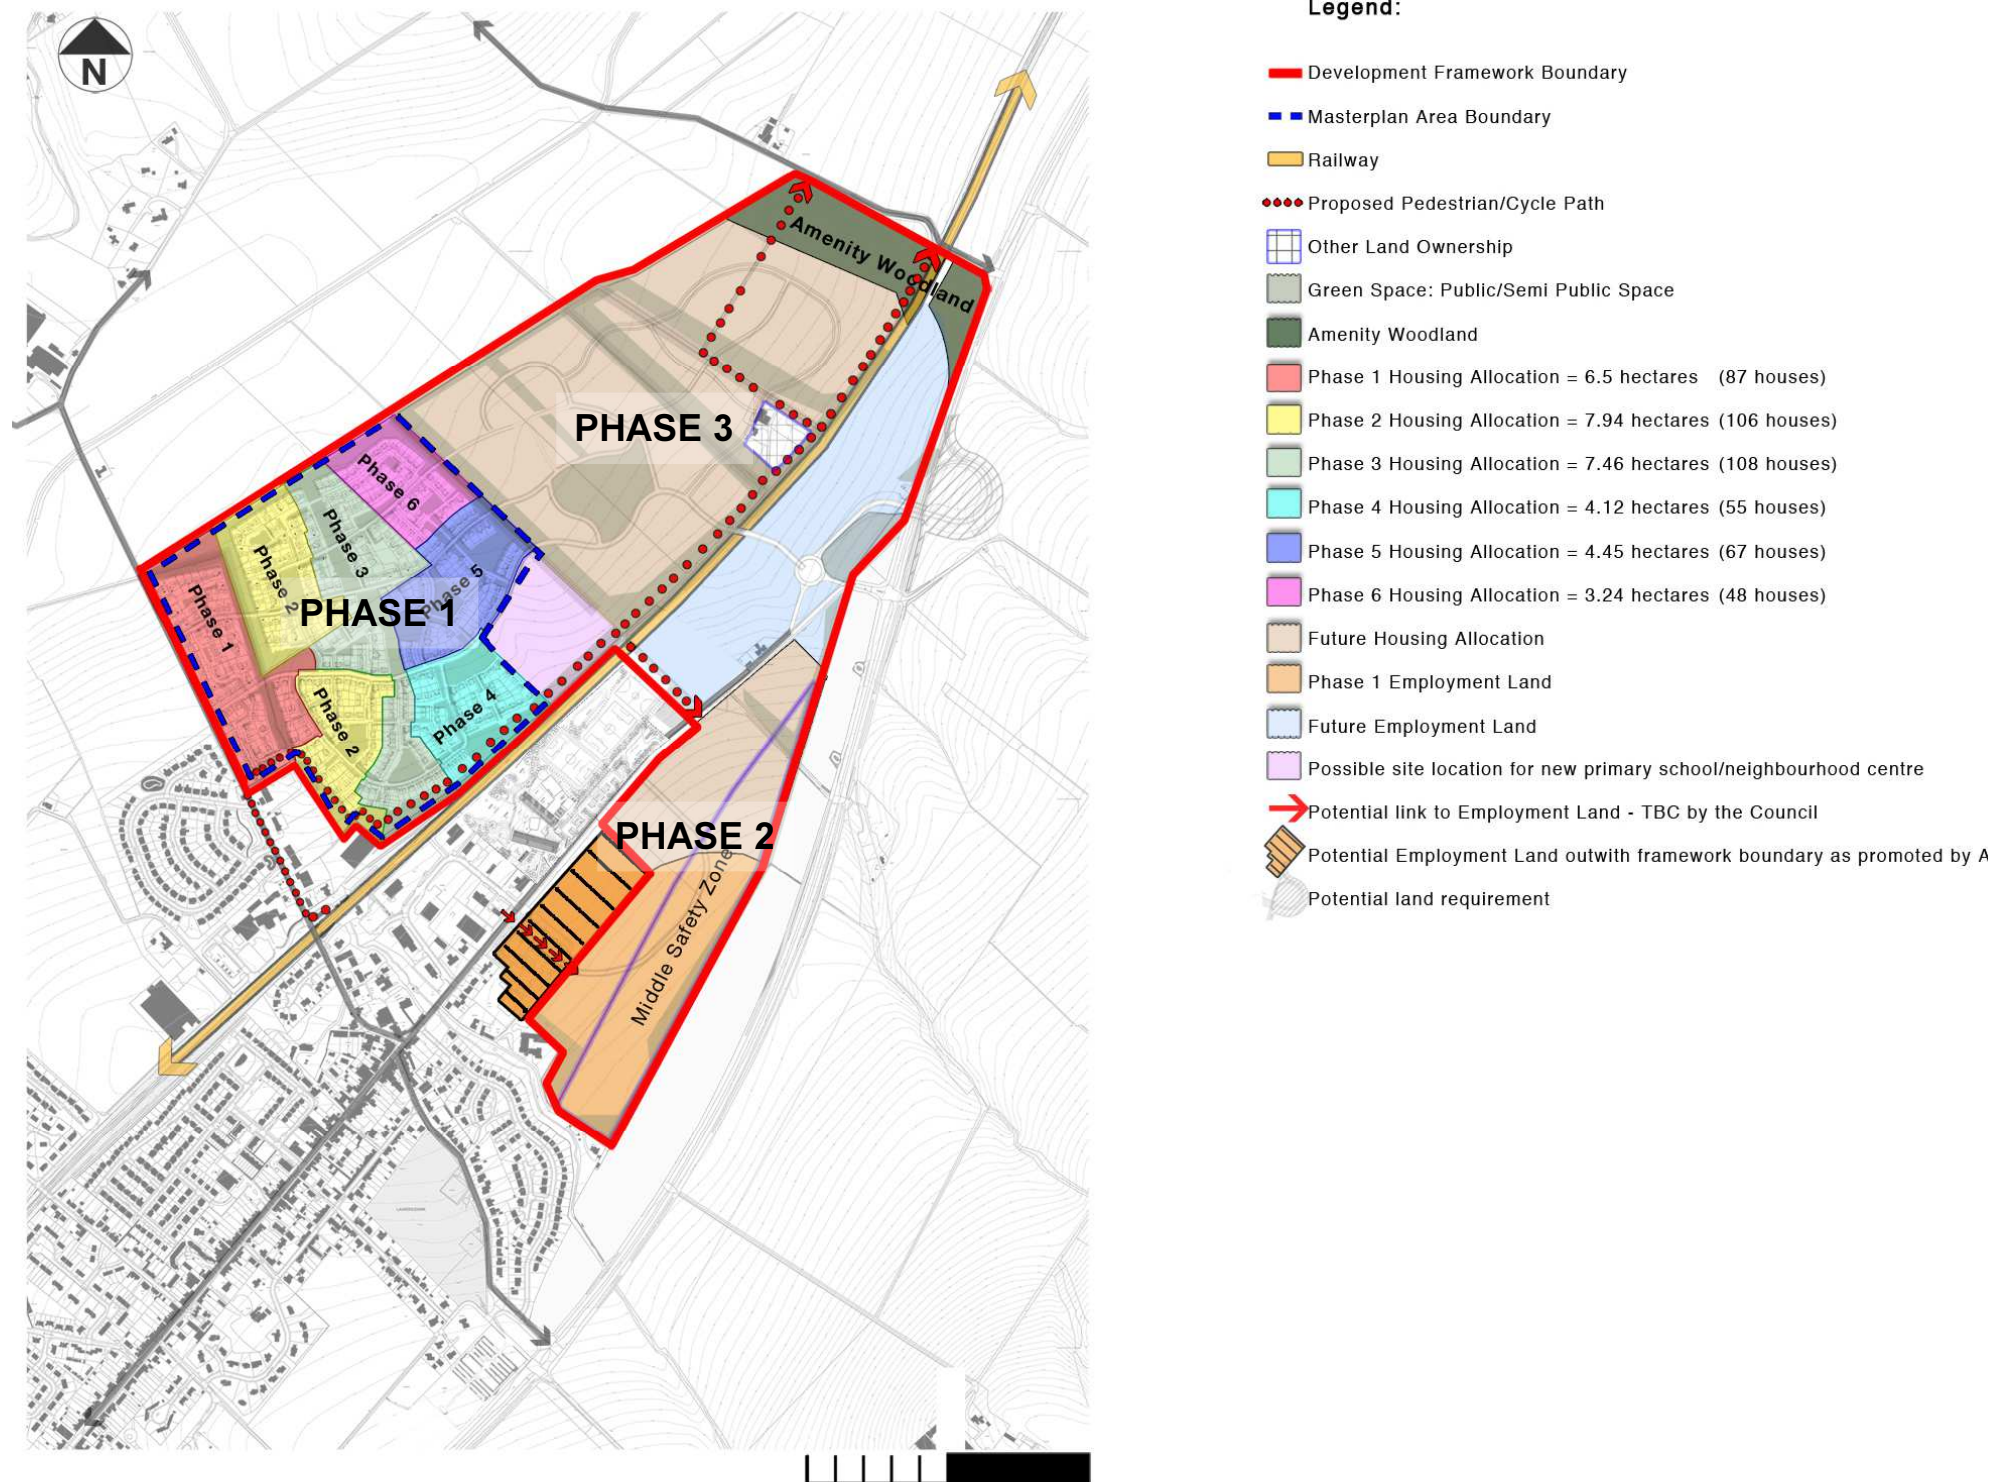 N
Amenity Woodland
PHASE 3
Phase 6
Phase 3
Phase 2
Phase 5
PHASE 1
Phase 1
Phase 4
Phase 2
PHASE 2
Middle Safety Zone
Legend:
Development Framework Boundary
Masterplan Area Boundary
Railway
Proposed Pedestrian/Cycle Path
Other Land Ownership
Green Space: Public/Semi Public Space
Amenity Woodland
Phase 1 Housing Allocation = 6.5 hectares (87 houses)
Phase 2 Housing Allocation = 7.94 hectares (106 houses)
Phase 3 Housing Allocation = 7.46 hectares (108 houses)
Phase 4 Housing Allocation = 4.12 hectares (55 houses)
Phase 5 Housing Allocation = 4.45 hectares (67 houses)
Phase 6 Housing Allocation = 3.24 hectares (48 houses)
Future Housing Allocation
Phase 1 Employment Land
Future Employment Land
Possible site location for new primary school/neighbourhood centre
Potential link to Employment Land - TBC by the Council
Potential Employment Land outwith framework boundary as promoted by A
Potential land requirement